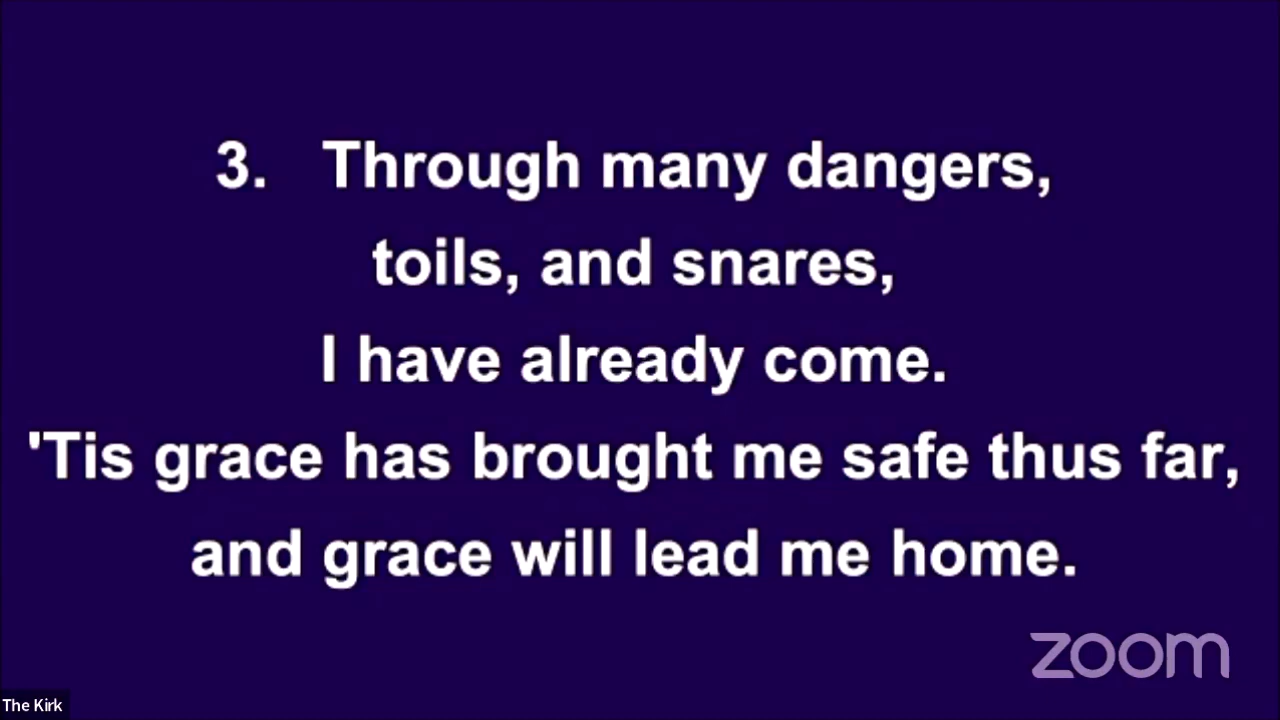 3. Through many dangers,
toils, and snares,
I have already come.
'Tis grace has brought me safe thus far,
and grace will lead me home.
zoom
The Kirk